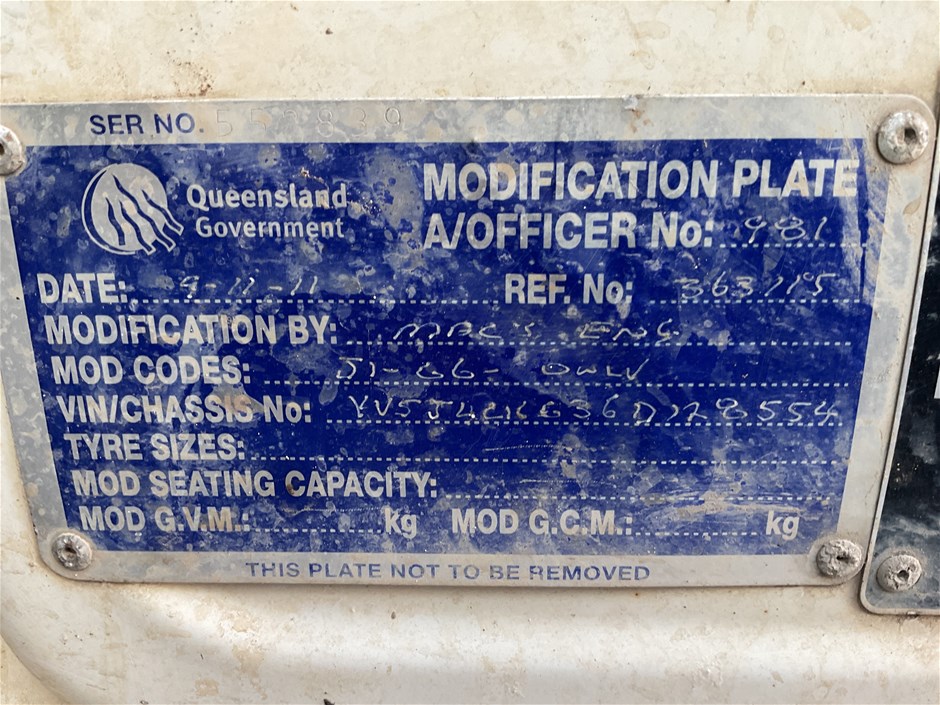 SER NO.
Queensland Government
MODIFICATION PLATE
A/OFFICER No: 981
DATE: 9-11-11 REF. No: 363115
MODIFICATION BY: MAC'S ENG
MOD CODES:
VIN/CHASSIS No:
TYRE SIZES:
MOD SEATING CAPACITY:
MOD G.V.M.: kg MOD G.C.M.: kg
THIS PLATE NOT TO BE REMOVED